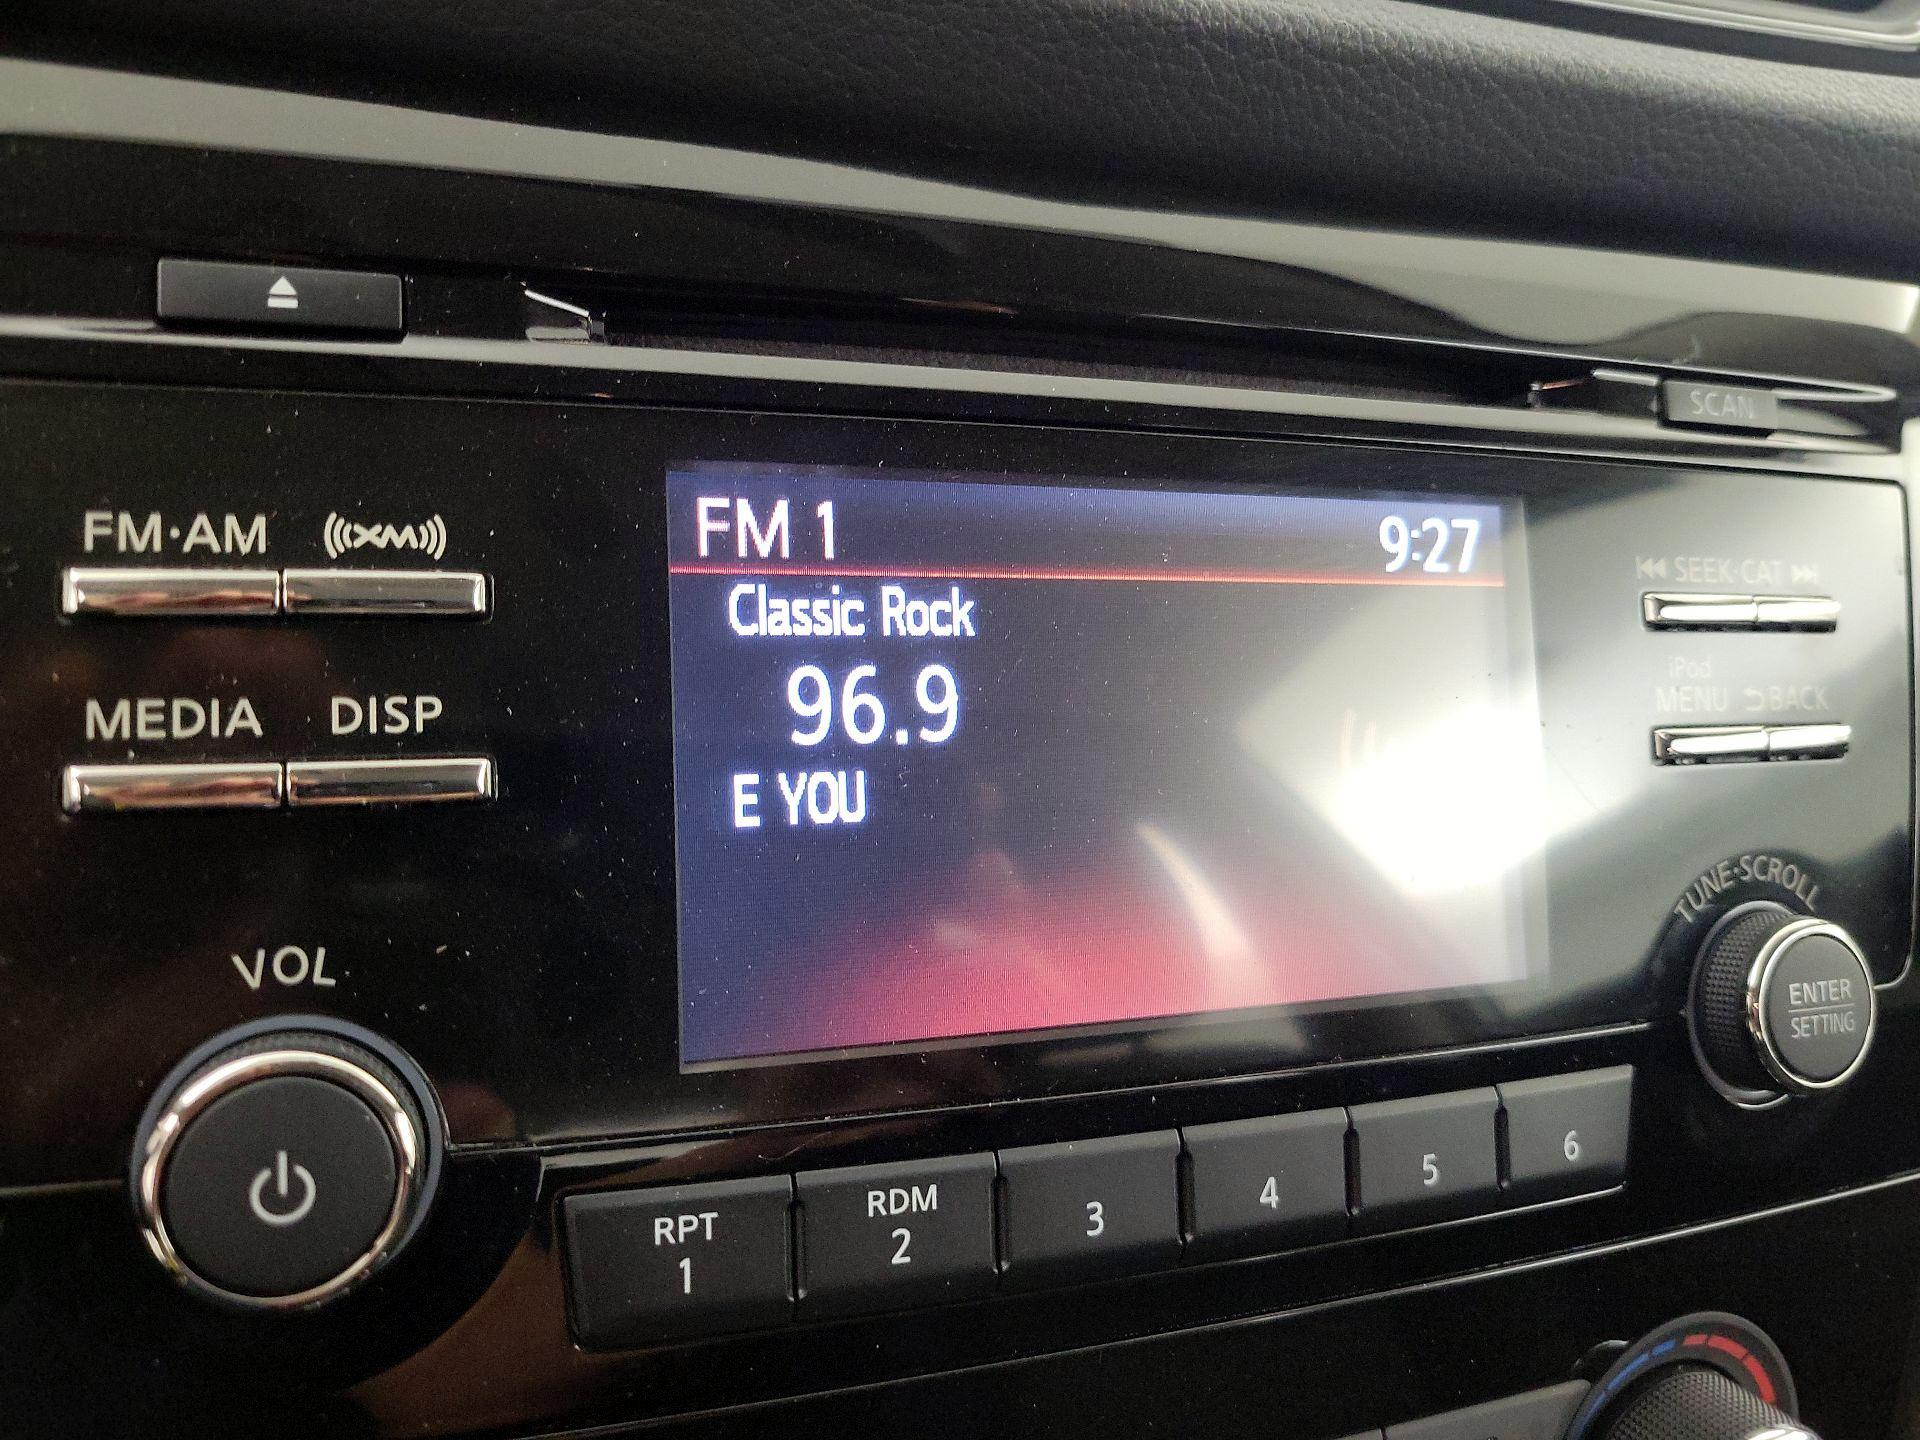 SCAN
FM·AM
((XM))
FM 1
9:27
SEEK·CAT
Classic Rock
96.9
iPod
MENU
BACK
MEDIA
DISP
E YOU
TUNE·SCROLL
VOL
ENTER
SETTING
RPT
1
RDM
2
3
4
5
6